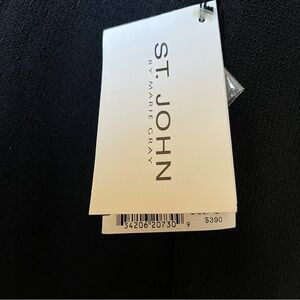 ST. JOHN
BY MARIE GRAY
34206 20730 9
$390